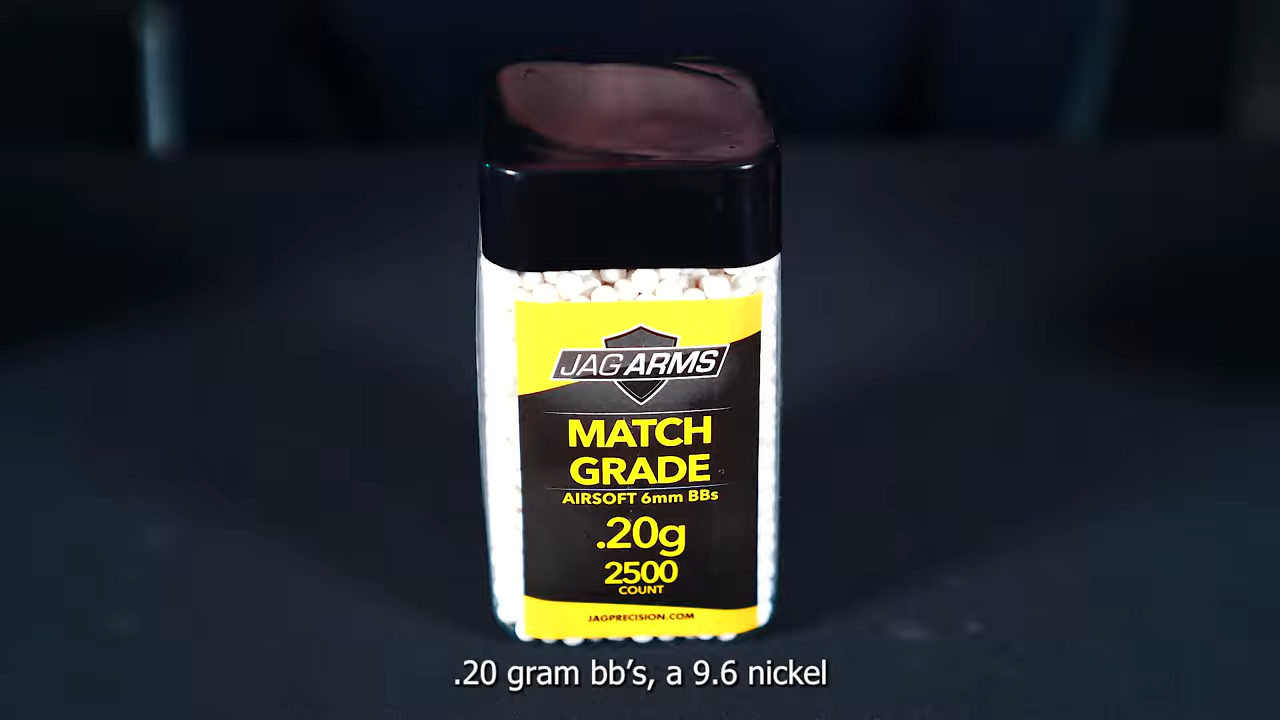 JAG ARMS
MATCH
GRADE
AIRSOFT 6mm BBs
.20g
2500
COUNT
JAGPRECISION.COM
.20 gram bb’s, a 9.6 nickel